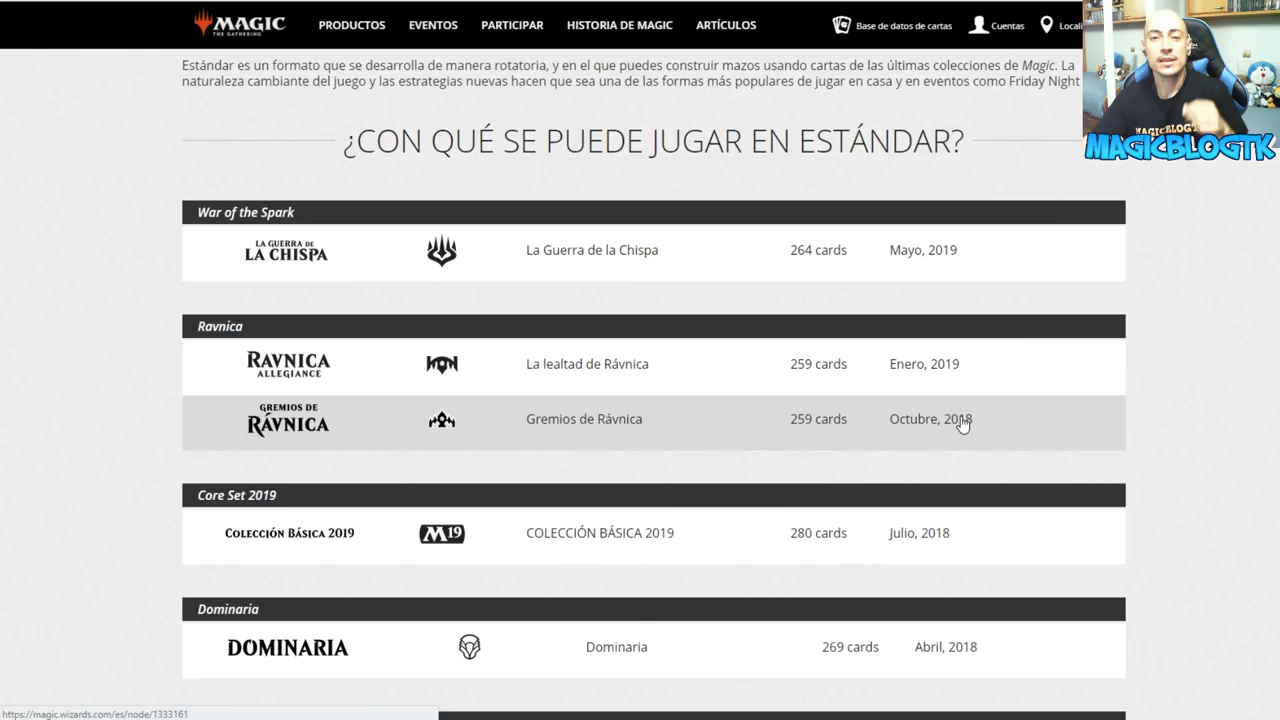 MAGIC
THE GATHERING
PRODUCTOS
EVENTOS
PARTICIPAR
HISTORIA DE MAGIC
ARTÍCULOS
Base de datos de cartas
Cuentas
Locali
Estándar es un formato que se desarrolla de manera rotatoria, y en el que puedes construir mazos usando cartas de las últimas colecciones de Magic. La
naturaleza cambiante del juego y las estrategias nuevas hacen que sea una de las formas más populares de jugar en casa y en eventos como Friday Night
MAGICBLOGTK
¿CON QUÉ SE PUEDE JUGAR EN ESTÁNDAR?
War of the Spark
LA GUERRA DE
LA CHISPA
La Guerra de la Chispa
264 cards
Mayo, 2019
Ravnica
RAVNICA
ALLEGIANCE
La lealtad de Rávnica
259 cards
Enero, 2019
GREMIOS DE
RÁVNICA
Gremios de Rávnica
259 cards
Octubre, 2018
Core Set 2019
COLECCIÓN BÁSICA 2019
M19
COLECCIÓN BÁSICA 2019
280 cards
Julio, 2018
Dominaria
DOMINARIA
Dominaria
269 cards
Abril, 2018
https://magic.wizards.com/es/node/1333161